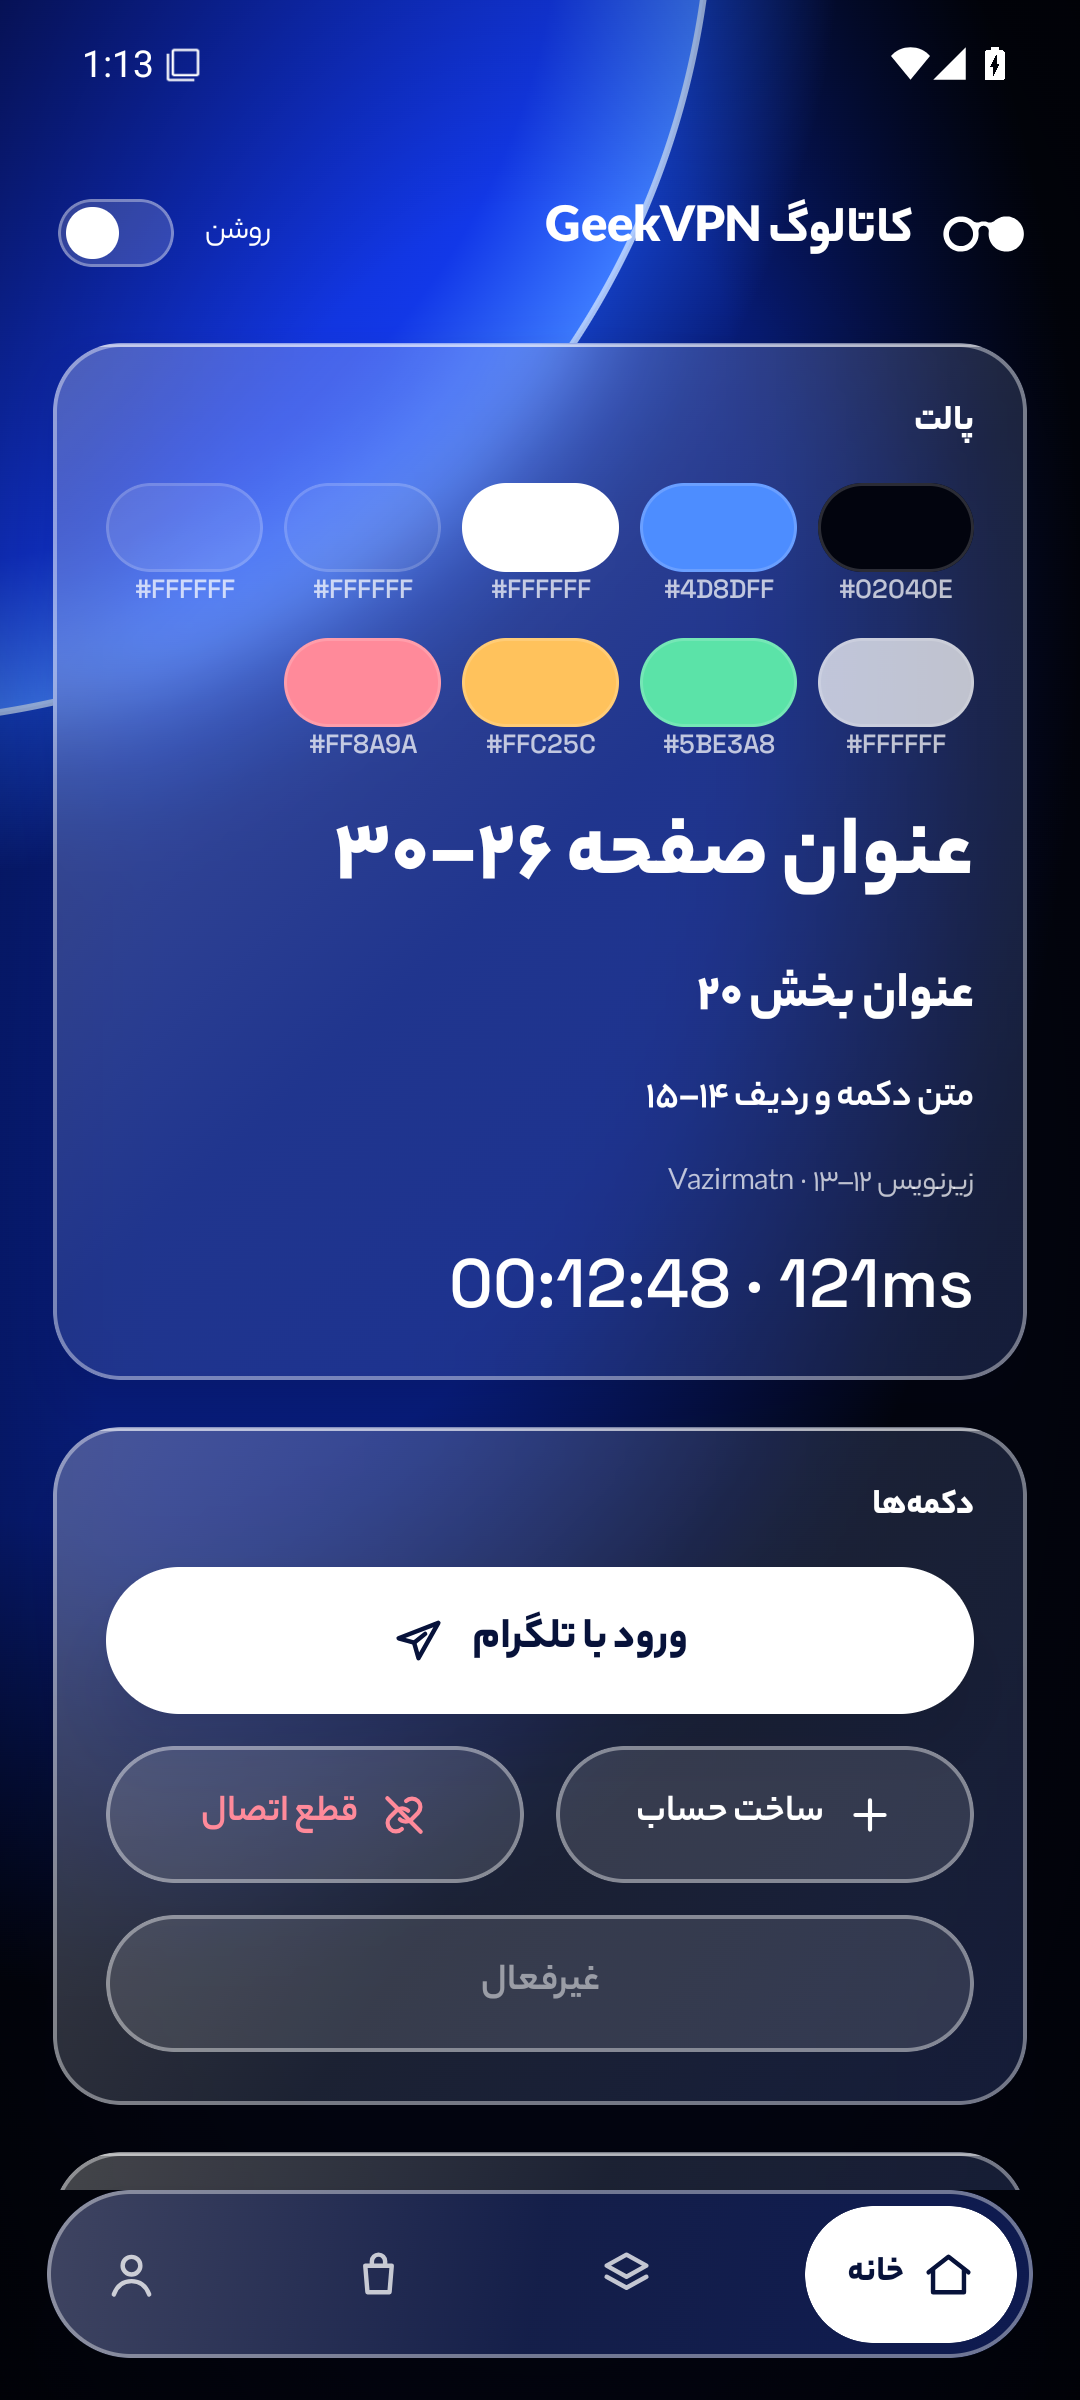 1:13
کاتالوگ GeekVPN
روشن
پالت
#02040E
#4D8DFF
#FFFFFF
#FFFFFF
#FFFFFF
#FFFFFF
#5BE3A8
#FFC25C
#FF8A9A
عنوان صفحه ۲۶–۳۰
عنوان بخش ۲۰
متن دکمه و ردیف ۱۴–۱۵
زیرنویس ۱۲–۱۳ · Vazirmatn
00:12:48 · 121ms
دکمه‌ها
ورود با تلگرام
ساخت حساب
قطع اتصال
غیرفعال
خانه